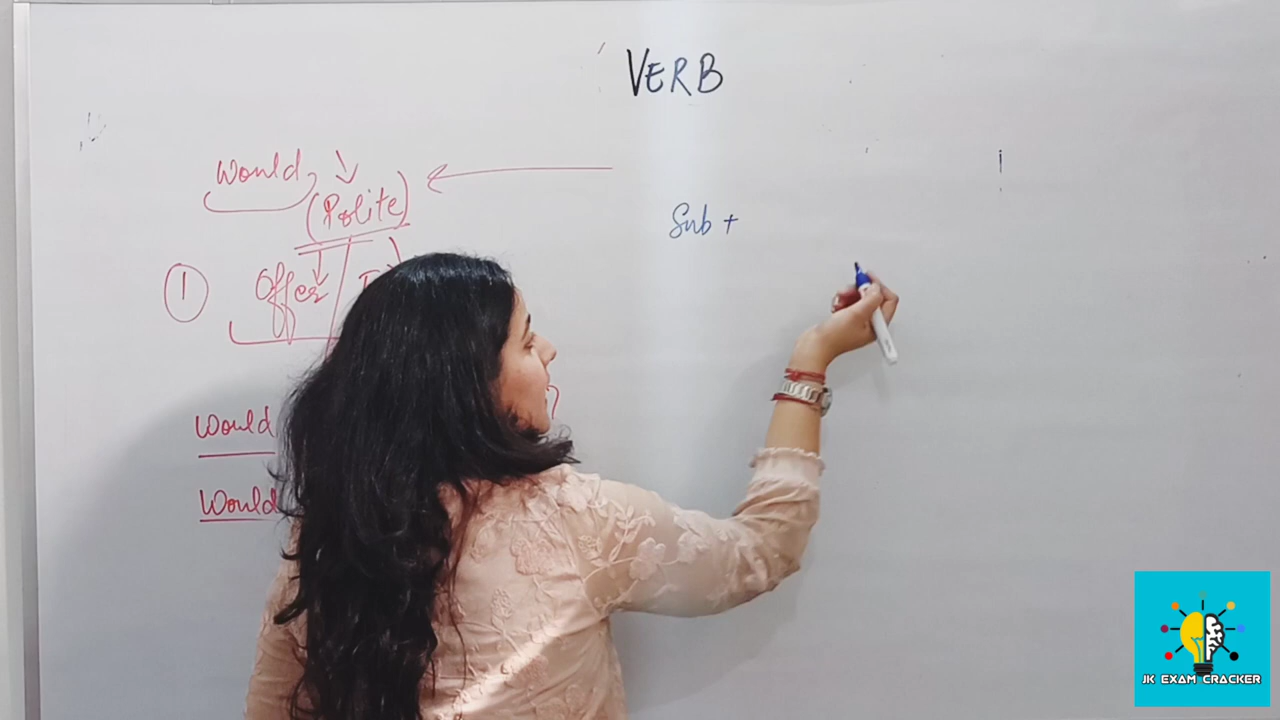 VERB
Would
(Polite)
Sub +
1 Offer
Would
Would
JK EXAM CRACKER